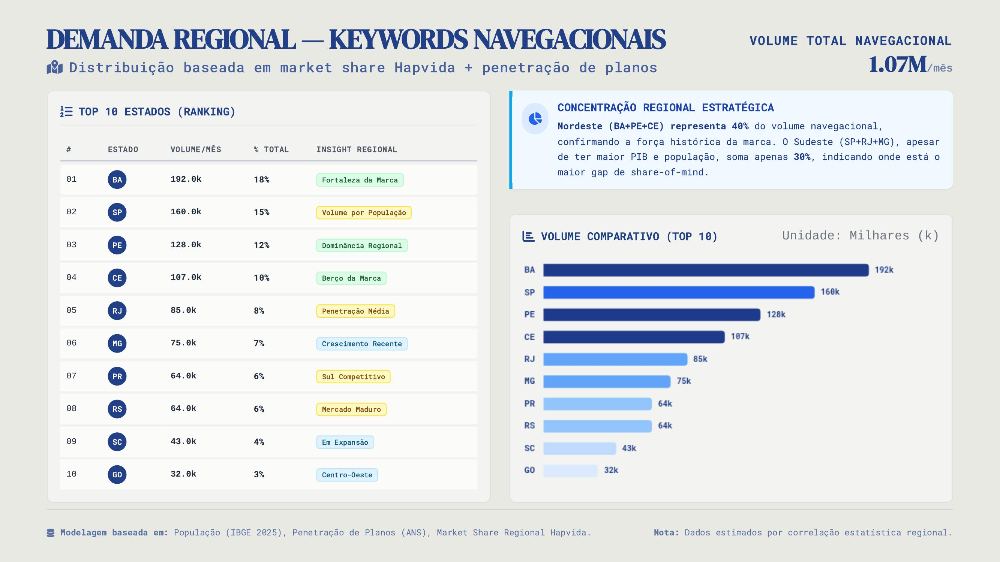 DEMANDA REGIONAL — KEYWORDS NAVEGACIONAIS
Distribuição baseada em market share Hapvida + penetração de planos
VOLUME TOTAL NAVEGACIONAL
1.07M/mês
TOP 10 ESTADOS (RANKING)
# ESTADO VOLUME/MÊS % TOTAL INSIGHT REGIONAL
01 BA 192.0k 18% Fortaleza da Marca
02 SP 160.0k 15% Volume por População
03 PE 128.0k 12% Dominância Regional
04 CE 107.0k 10% Berço da Marca
05 RJ 85.0k 8% Penetração Média
06 MG 75.0k 7% Crescimento Recente
07 PR 64.0k 6% Sul Competitivo
08 RS 64.0k 6% Mercado Maduro
09 SC 43.0k 4% Em Expansão
10 GO 32.0k 3% Centro-Oeste
CONCENTRAÇÃO REGIONAL ESTRATÉGICA
Nordeste (BA+PE+CE) representa 40% do volume navegacional,
confirmando a força histórica da marca. O Sudeste (SP+RJ+MG), apesar
de ter maior PIB e população, soma apenas 30%, indicando onde está o
maior gap de share-of-mind.
VOLUME COMPARATIVO (TOP 10)
Unidade: Milhares (k)
BA 192k
SP 160k
PE 128k
CE 107k
RJ 85k
MG 75k
PR 64k
RS 64k
SC 43k
GO 32k
Modelagem baseada em: População (IBGE 2025), Penetração de Planos (ANS), Market Share Regional Hapvida.
Nota: Dados estimados por correlação estatística regional.